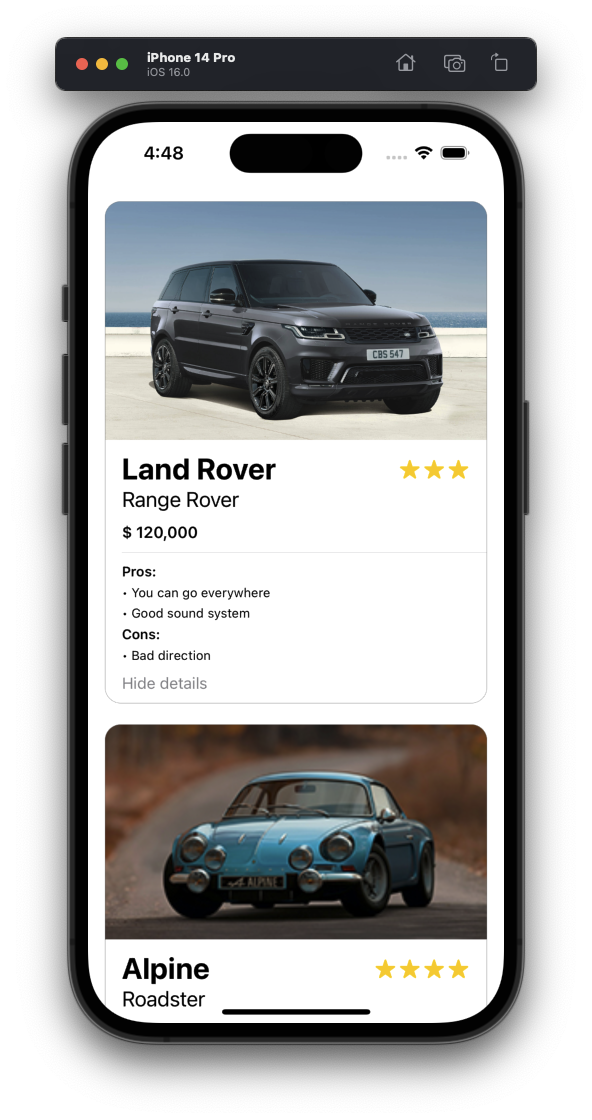 iPhone 14 Pro
iOS 16.0
4:48
CBS 547
Land Rover
Range Rover
$ 120,000
Pros:
• You can go everywhere
• Good sound system
Cons:
• Bad direction
Hide details
ALPINE
Alpine
Roadster